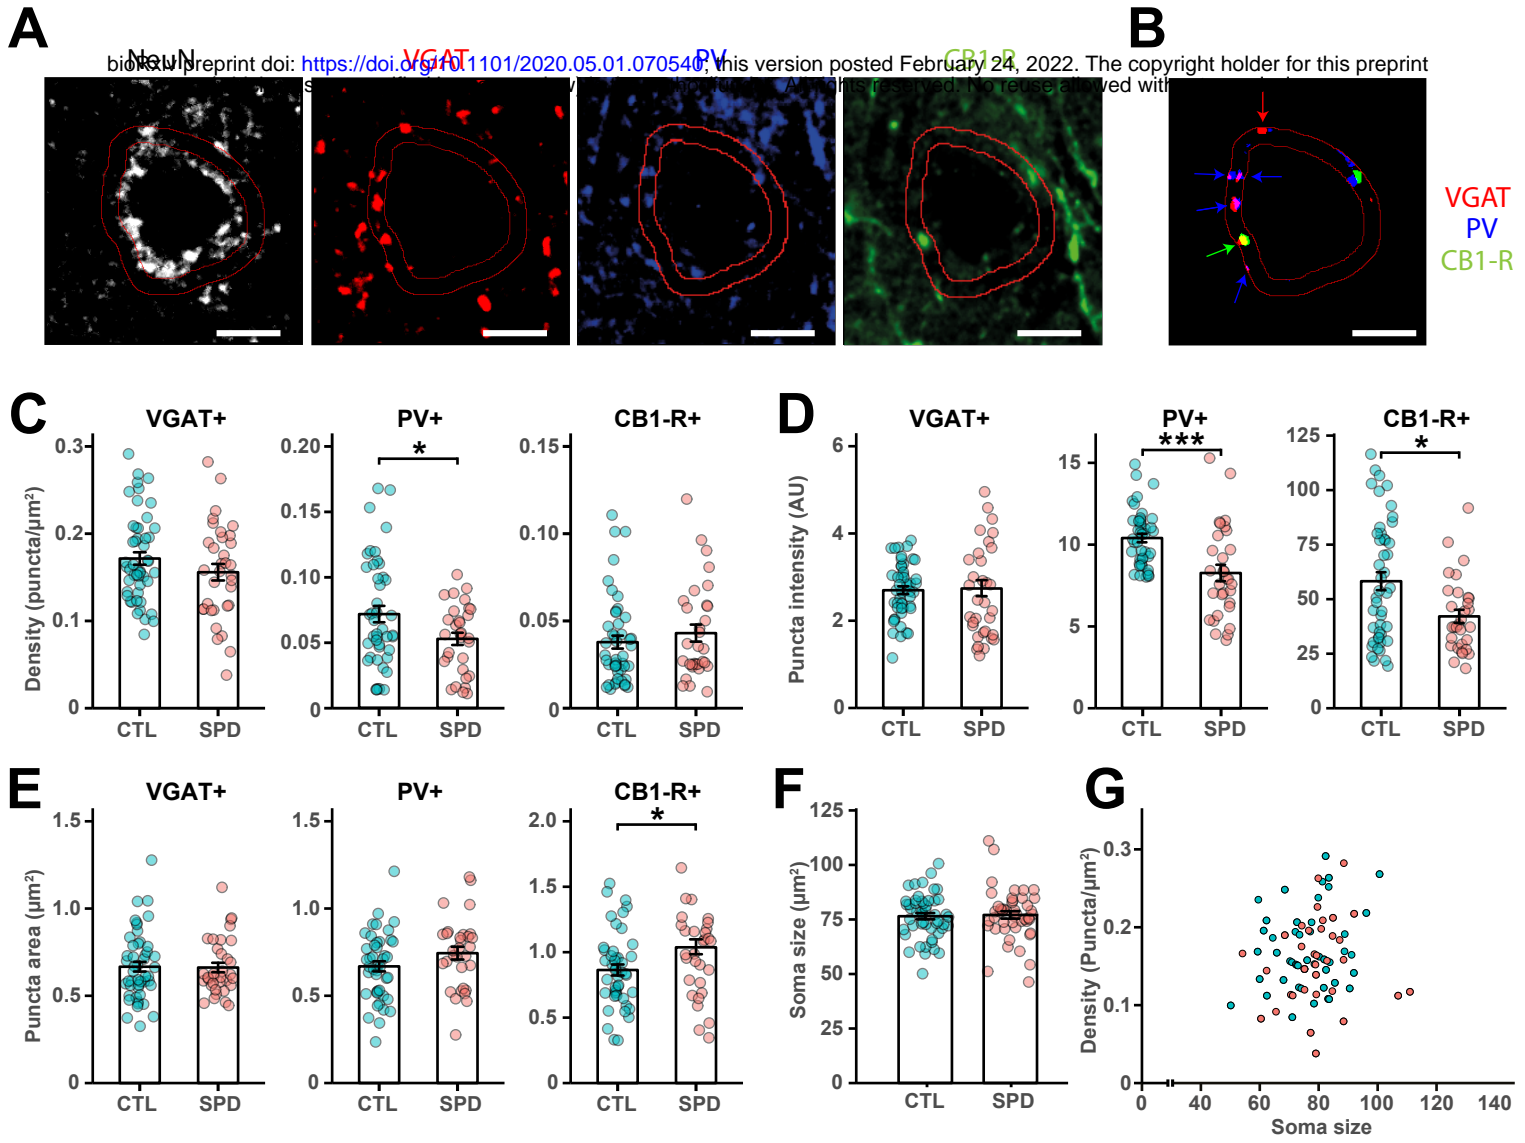 A
B
NeuN
VGAT
PV
CB1-R
bioRxiv preprint doi: https://doi.org/10.1101/2020.05.01.070540; this version posted February 24, 2022. The copyright holder for this preprint
All rights reserved. No reuse allowed
VGAT
PV
CB1-R
C
VGAT+
PV+
CB1-R+
Density (puncta/µm²)
0.3
0.2
0.1
0
0.20
0.15
0.10
0.05
0
0.15
0.10
0.05
0
*
CTL
SPD
CTL
SPD
CTL
SPD
D
VGAT+
PV+
CB1-R+
Puncta intensity (AU)
6
4
2
0
15
10
5
0
125
100
75
50
25
0
***
*
CTL
SPD
CTL
SPD
CTL
SPD
E
VGAT+
PV+
CB1-R+
Puncta area (µm²)
1.5
1.0
0.5
0
1.5
1.0
0.5
0
2.0
1.5
1.0
0.5
0
*
CTL
SPD
CTL
SPD
CTL
SPD
F
Soma size (µm²)
125
100
75
50
25
0
CTL
SPD
G
Density (Puncta/µm²)
0.3
0.2
0.1
0
0
40
60
80
100
120
140
Soma size